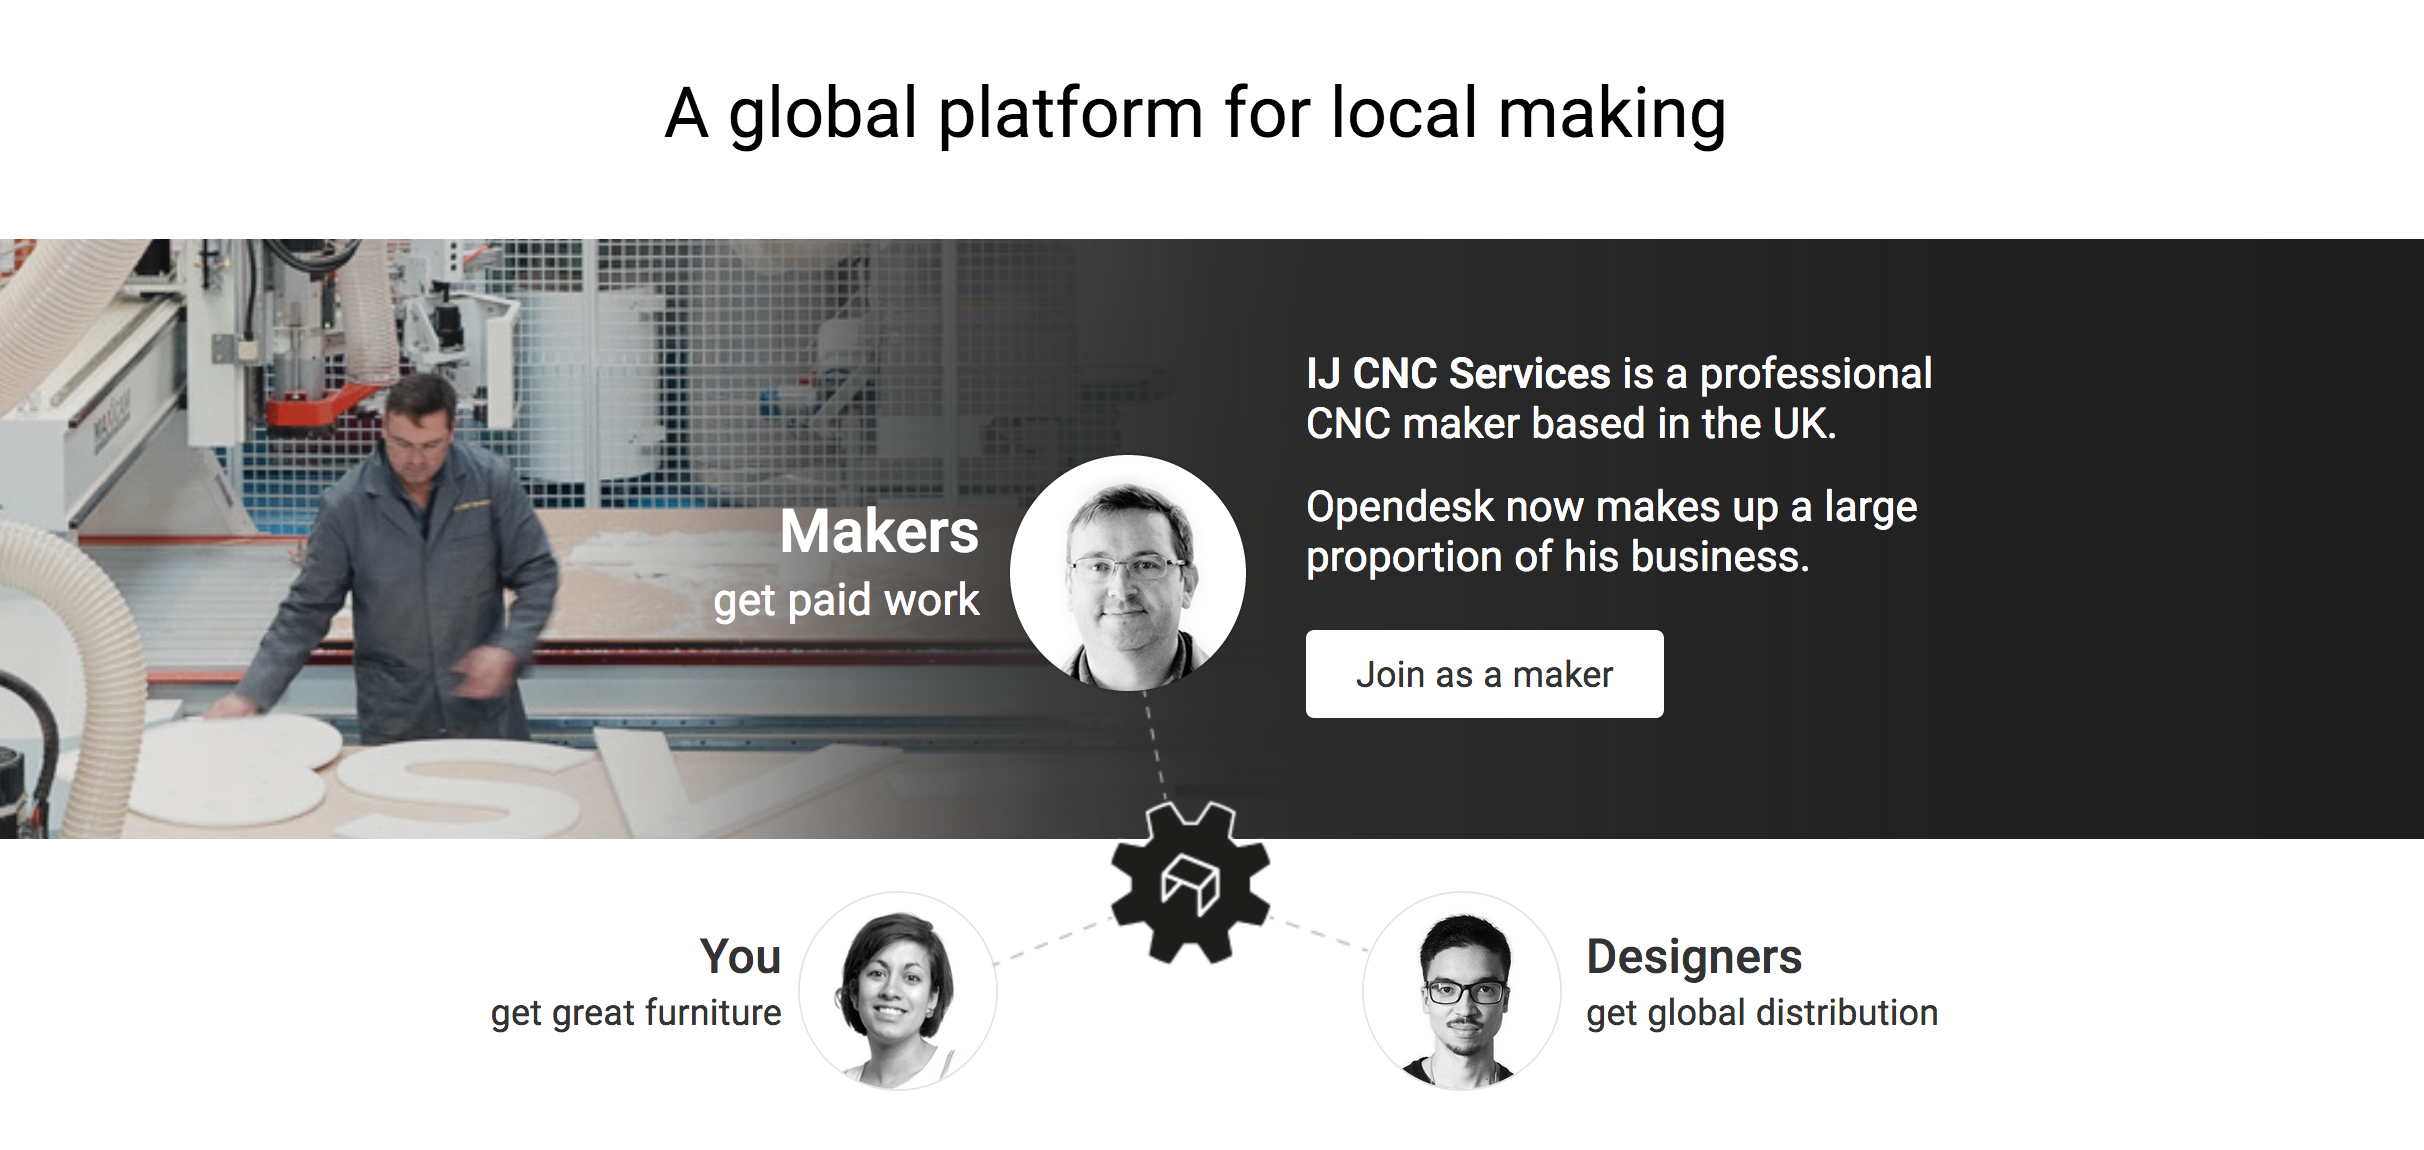 A global platform for local making
IJ CNC Services is a professional
CNC maker based in the UK.
Makers
get paid work
Opendesk now makes up a large
proportion of his business.
Join as a maker
You
get great furniture
Designers
get global distribution